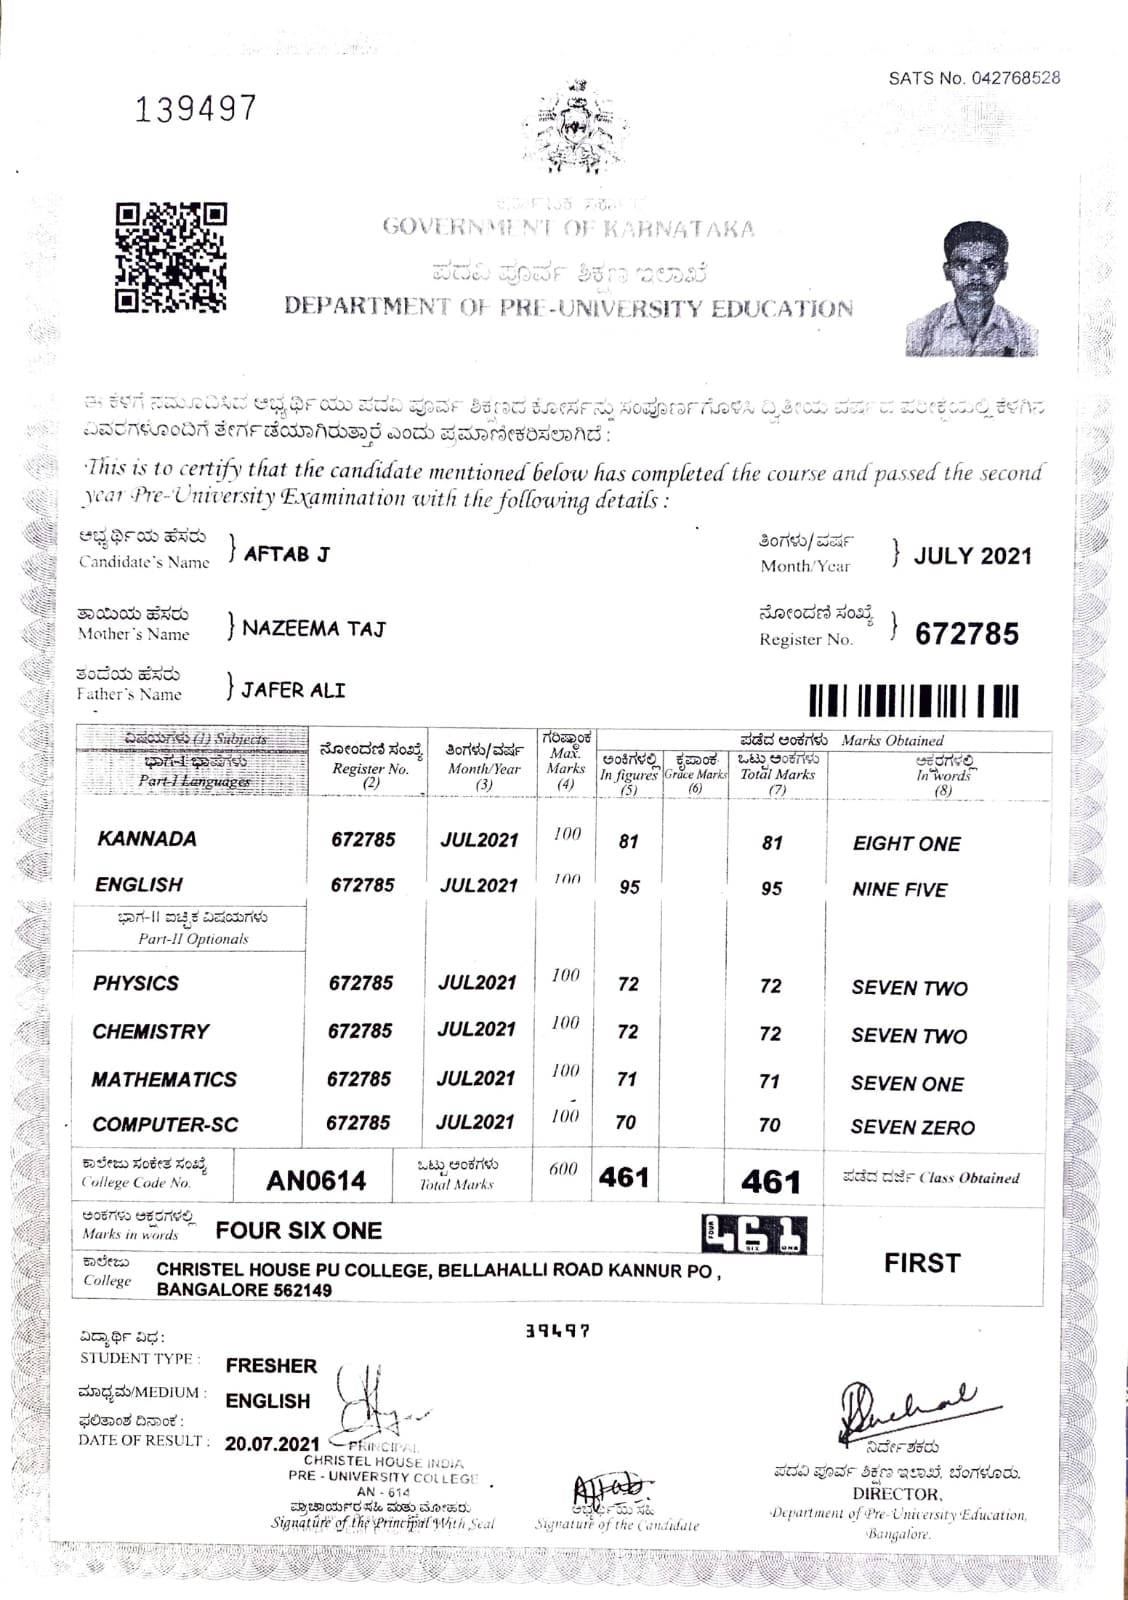 SATS No. 042768528
139497
ಕರ್ನಾಟಕ ಸರ್ಕಾರ
GOVERNMENT OF KARNATAKA
ಪದವಿ ಪೂರ್ವ ಶಿಕ್ಷಣ ಇಲಾಖೆ
DEPARTMENT OF PRE-UNIVERSITY EDUCATION
ಈ ಕೆಳಗೆ ನಮೂದಿಸಿದ ಅಭ್ಯರ್ಥಿಯು ಪದವಿ ಪೂರ್ವ ಶಿಕ್ಷಣದ ಕೋರ್ಸನ್ನು ಸಂಪೂರ್ಣಗೊಳಿಸಿ ದ್ವಿತೀಯ ವರ್ಷದ ಪರೀಕ್ಷೆಯಲ್ಲಿ ಕೆಳಗಿನ
ವಿವರಗಳೊಂದಿಗೆ ತೇರ್ಗಡೆಯಾಗಿರುತ್ತಾರೆ ಎಂದು ಪ್ರಮಾಣೀಕರಿಸಲಾಗಿದೆ :
This is to certify that the candidate mentioned below has completed the course and passed the second
year Pre-University Examination with the following details :
ಅಭ್ಯರ್ಥಿಯ ಹೆಸರು
Candidate's Name } AFTAB J
ತಿಂಗಳು/ವರ್ಷ
Month/Year } JULY 2021
ತಾಯಿಯ ಹೆಸರು
Mother's Name } NAZEEMA TAJ
ನೋಂದಣಿ ಸಂಖ್ಯೆ
Register No. } 672785
ತಂದೆಯ ಹೆಸರು
Father's Name } JAFER ALI
ವಿಷಯಗಳು (1) Subjects
ಭಾಗ-I ಭಾಷೆಗಳು
Part-I Languages
ನೋಂದಣಿ ಸಂಖ್ಯೆ
Register No.
(2)
ತಿಂಗಳು/ವರ್ಷ
Month/Year
(3)
ಗರಿಷ್ಠಾಂಕ
Max.
Marks
(4)
ಪಡೆದ ಅಂಕಗಳು Marks Obtained
ಅಂಕಿಗಳಲ್ಲಿ
In figures
(5)
ಕೃಪಾಂಕ
Grace Marks
(6)
ಒಟ್ಟು ಅಂಕಗಳು
Total Marks
(7)
ಅಕ್ಷರಗಳಲ್ಲಿ
In words
(8)
KANNADA 672785 JUL2021 100 81 81 EIGHT ONE
ENGLISH 672785 JUL2021 100 95 95 NINE FIVE
ಭಾಗ-II ಐಚ್ಛಿಕ ವಿಷಯಗಳು
Part-II Optionals
PHYSICS 672785 JUL2021 100 72 72 SEVEN TWO
CHEMISTRY 672785 JUL2021 100 72 72 SEVEN TWO
MATHEMATICS 672785 JUL2021 100 71 71 SEVEN ONE
COMPUTER-SC 672785 JUL2021 100 70 70 SEVEN ZERO
ಕಾಲೇಜು ಸಂಕೇತ ಸಂಖ್ಯೆ
College Code No. AN0614
ಒಟ್ಟು ಅಂಕಗಳು
Total Marks 600 461 461
ಪಡೆದ ದರ್ಜೆ Class Obtained
ಅಂಕಗಳು ಅಕ್ಷರಗಳಲ್ಲಿ
Marks in words FOUR SIX ONE
461
FOUR SIX ONE
FIRST
ಕಾಲೇಜು
College
CHRISTEL HOUSE PU COLLEGE, BELLAHALLI ROAD KANNUR PO ,
BANGALORE 562149
39497
ವಿದ್ಯಾರ್ಥಿ ವಿಧ :
STUDENT TYPE : FRESHER
ಮಾಧ್ಯಮ/MEDIUM : ENGLISH
ಫಲಿತಾಂಶ ದಿನಾಂಕ :
DATE OF RESULT : 20.07.2021
PRINCIPAL
CHRISTEL HOUSE INDIA
PRE - UNIVERSITY COLLEGE
AN - 614
ಪ್ರಾಚಾರ್ಯರ ಸಹಿ ಮತ್ತು ಮೊಹರು
Signature of the Principal With Seal
Aftab
ಅಭ್ಯರ್ಥಿಯ ಸಹಿ
Signature of the Candidate
ನಿರ್ದೇಶಕರು
ಪದವಿ ಪೂರ್ವ ಶಿಕ್ಷಣ ಇಲಾಖೆ, ಬೆಂಗಳೂರು.
DIRECTOR,
Department of Pre-University Education,
Bangalore.